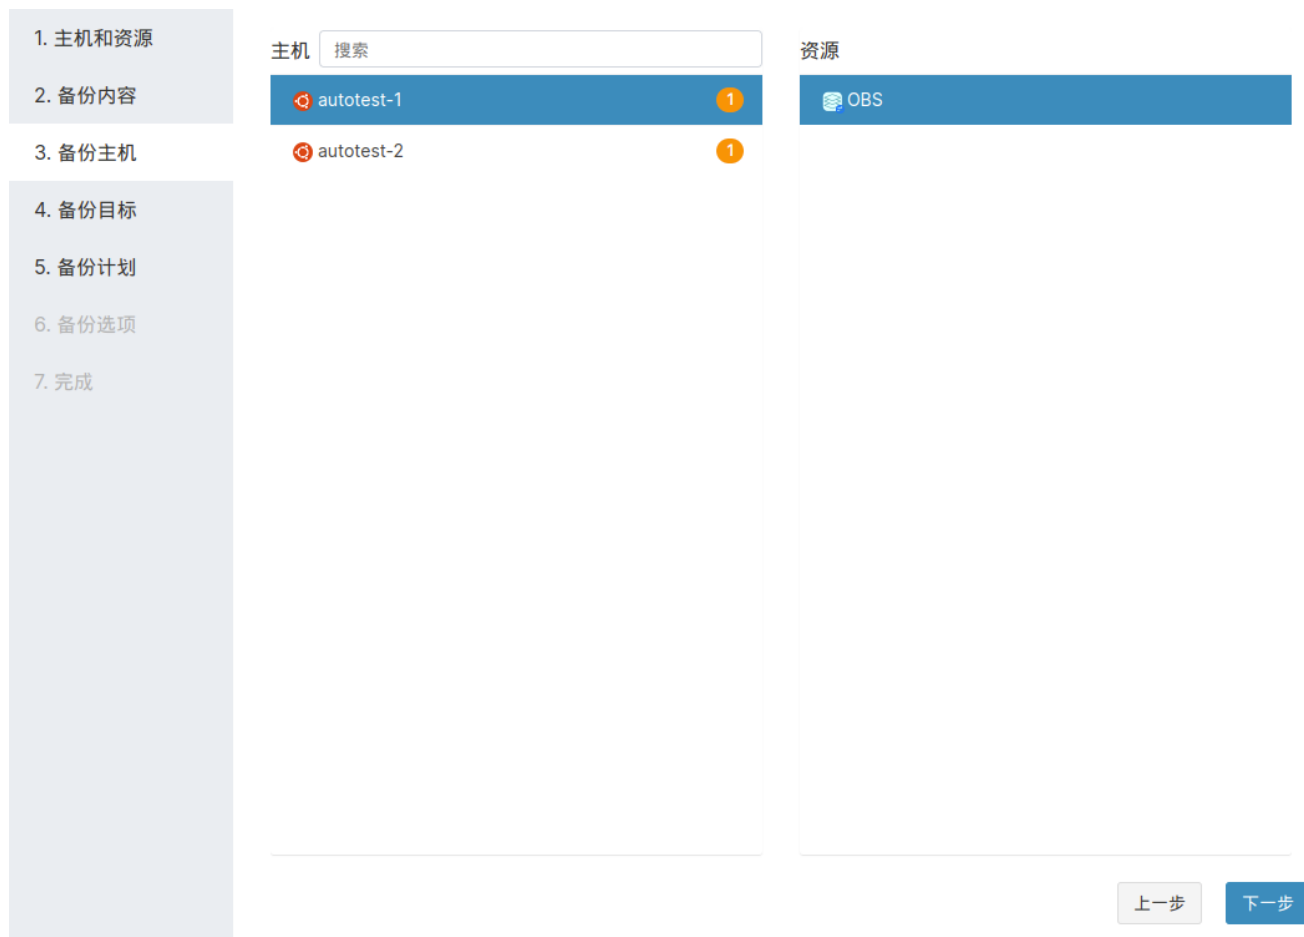 1. 主机和资源
2. 备份内容
3. 备份主机
4. 备份目标
5. 备份计划
6. 备份选项
7. 完成
主机 搜索
autotest-1 1
autotest-2 1
资源
OBS
上一步 下一步